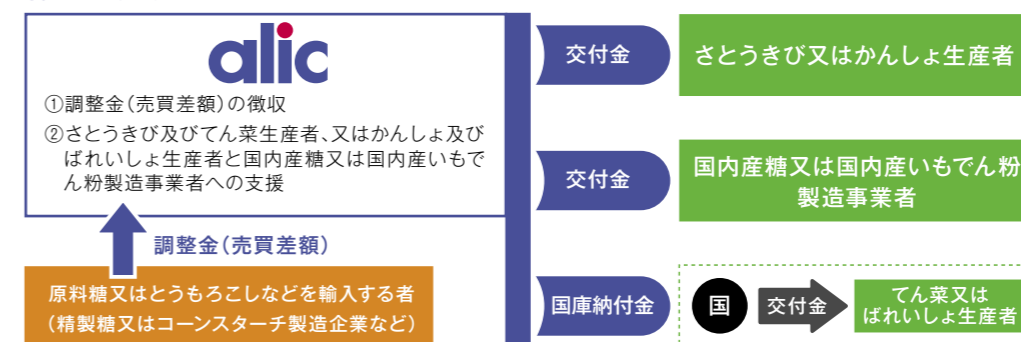 alic
①調整金(売買差額)の徴収
②さとうきび及びてん菜生産者、又はかんしょ及び
ばれいしょ生産者と国内産糖又は国内産いもで
ん粉製造事業者への支援
調整金(売買差額)
原料糖又はとうもろこしなどを輸入する者
(精製糖又はコーンスターチ製造企業など)
交付金
さとうきび又はかんしょ生産者
交付金
国内産糖又は国内産いもでん粉
製造事業者
国庫納付金
国
交付金
てん菜又は
ばれいしょ生産者